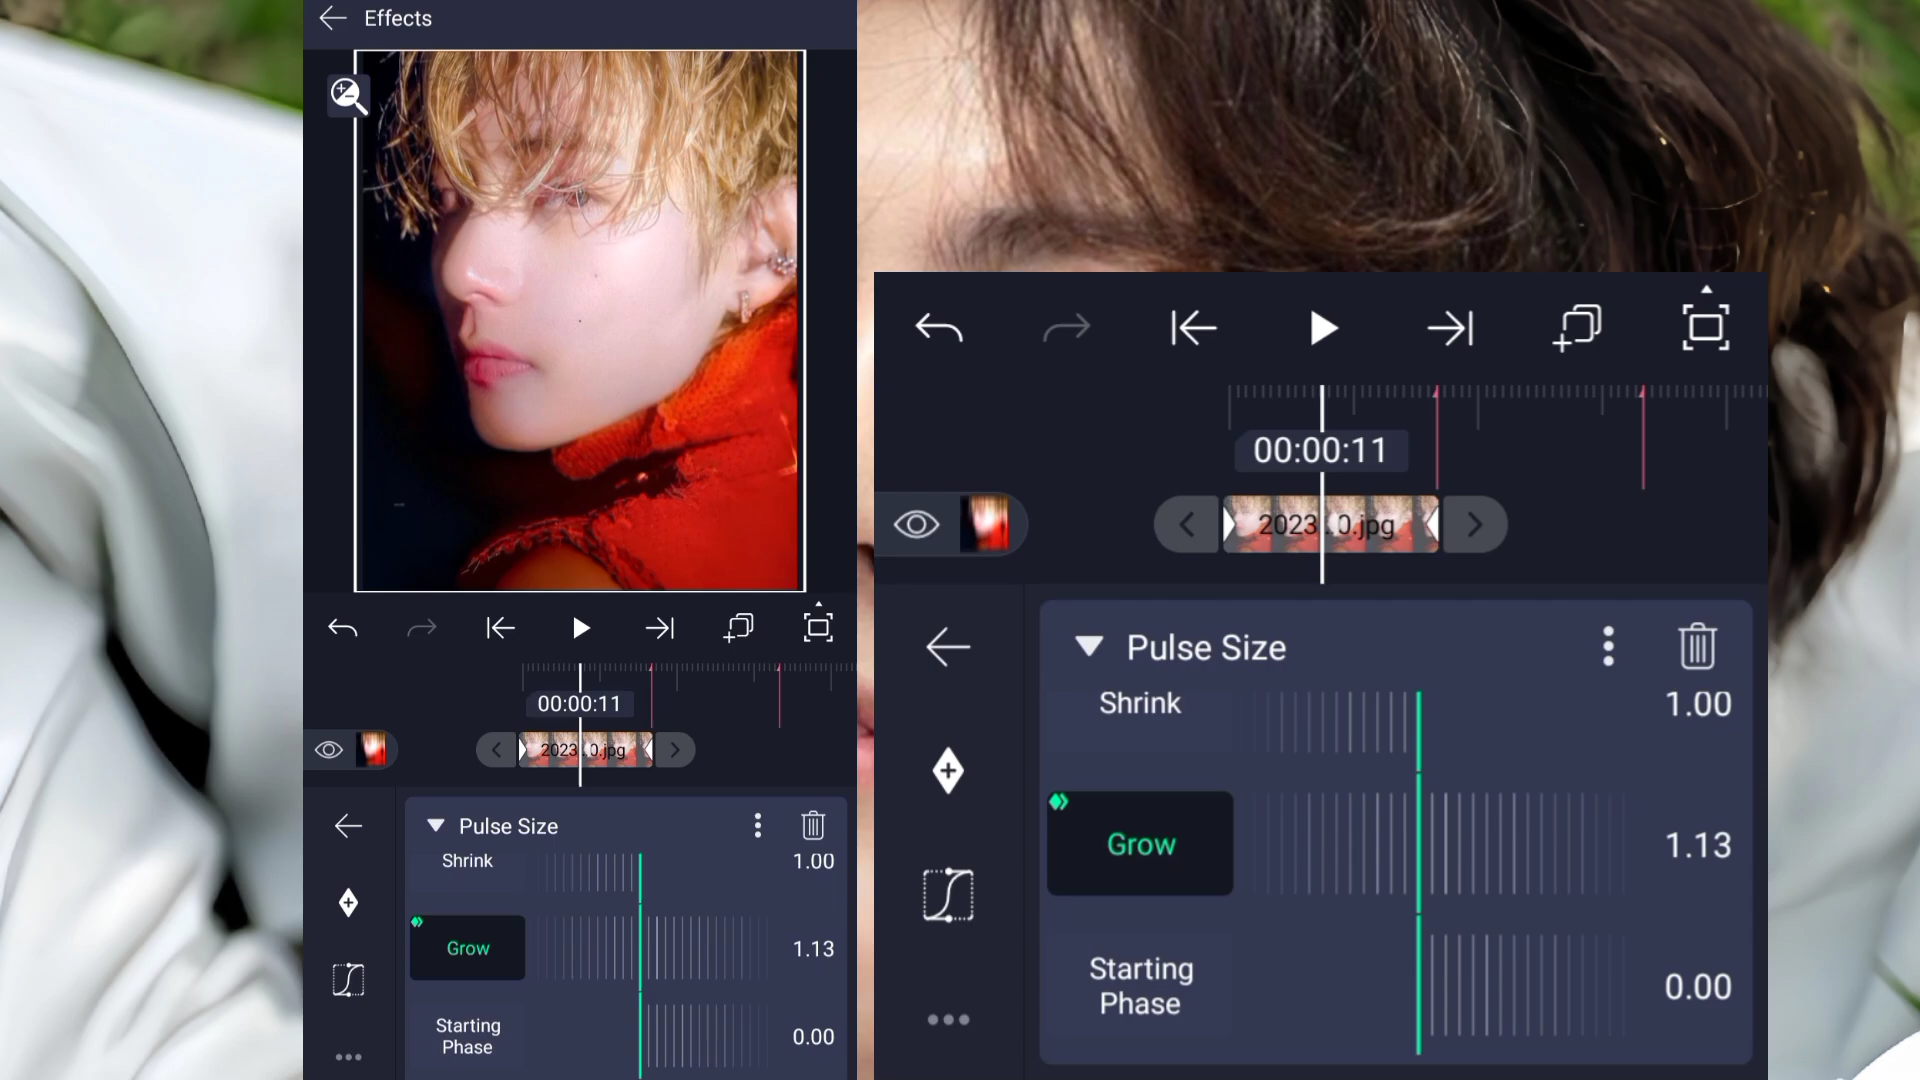 Effects
00:00:11
2023...0.jpg
Pulse Size
Shrink
1.00
Grow
1.13
Starting
Phase
0.00
00:00:11
2023...0.jpg
Pulse Size
Shrink
1.00
Grow
1.13
Starting
Phase
0.00